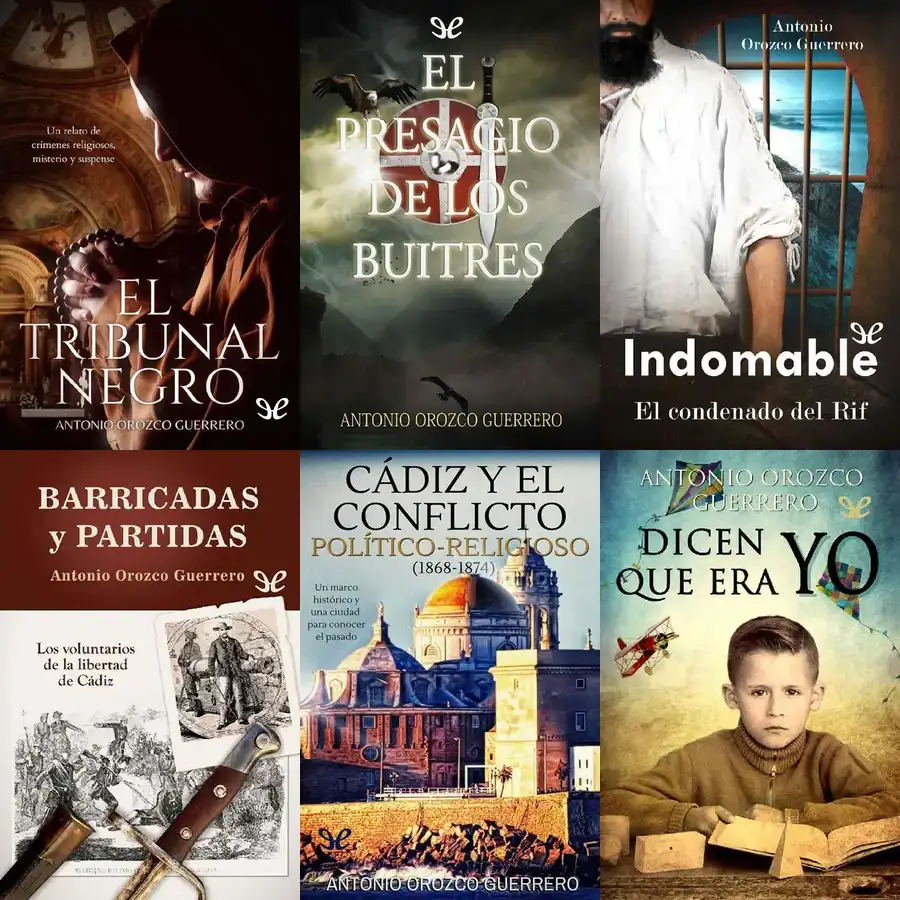 Un relato de
crímenes religiosos,
misterio y suspense
EL
TRIBUNAL
NEGRO
ANTONIO OROZCO GUERRERO
EL
PRESAGIO
DE LOS
BUITRES
ANTONIO OROZCO GUERRERO
Antonio
Orozco Guerrero
Indomable
El condenado del Rif
BARRICADAS
y PARTIDAS
Antonio Orozco Guerrero
Los voluntarios
de la libertad
de Cádiz
CÁDIZ Y EL
CONFLICTO
POLÍTICO-RELIGIOSO
(1868-1874)
Un marco
histórico y
una ciudad
para conocer
el pasado
ANTONIO OROZCO GUERRERO
ANTONIO OROZCO
GUERRERO
DICEN
QUE ERA YO